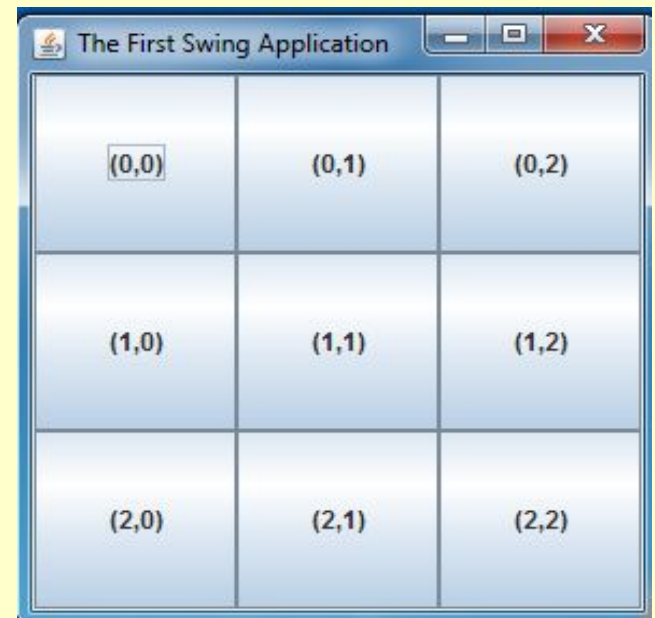 The First Swing Application
(0,0) (0,1) (0,2)
(1,0) (1,1) (1,2)
(2,0) (2,1) (2,2)